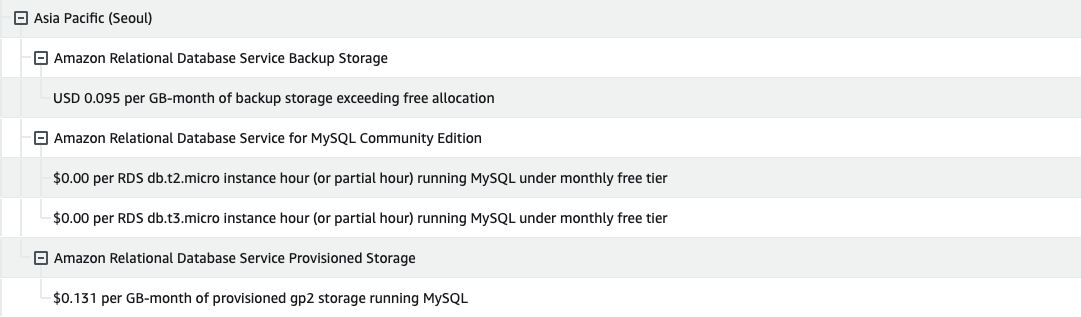 Asia Pacific (Seoul)
Amazon Relational Database Service Backup Storage
USD 0.095 per GB-month of backup storage exceeding free allocation
Amazon Relational Database Service for MySQL Community Edition
$0.00 per RDS db.t2.micro instance hour (or partial hour) running MySQL under monthly free tier
$0.00 per RDS db.t3.micro instance hour (or partial hour) running MySQL under monthly free tier
Amazon Relational Database Service Provisioned Storage
$0.131 per GB-month of provisioned gp2 storage running MySQL